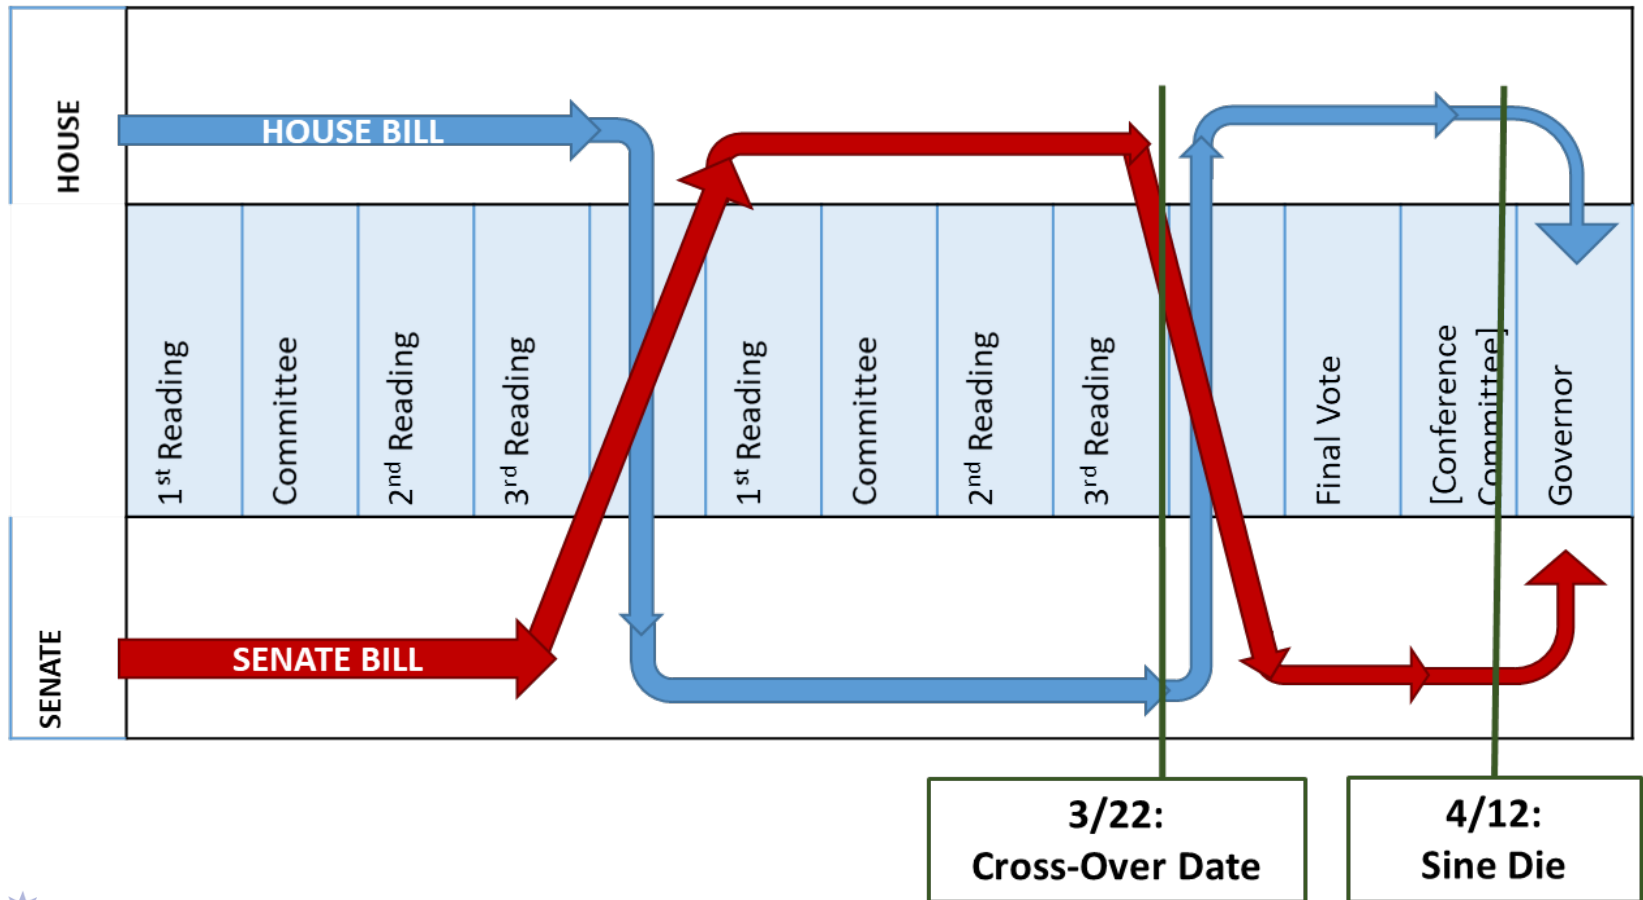 HOUSE
HOUSE BILL
1st Reading
Committee
2nd Reading
3rd Reading
1st Reading
Committee
2nd Reading
3rd Reading
Final Vote
[Conference
Committee]
Governor
SENATE
SENATE BILL
3/22:
Cross-Over Date
4/12:
Sine Die